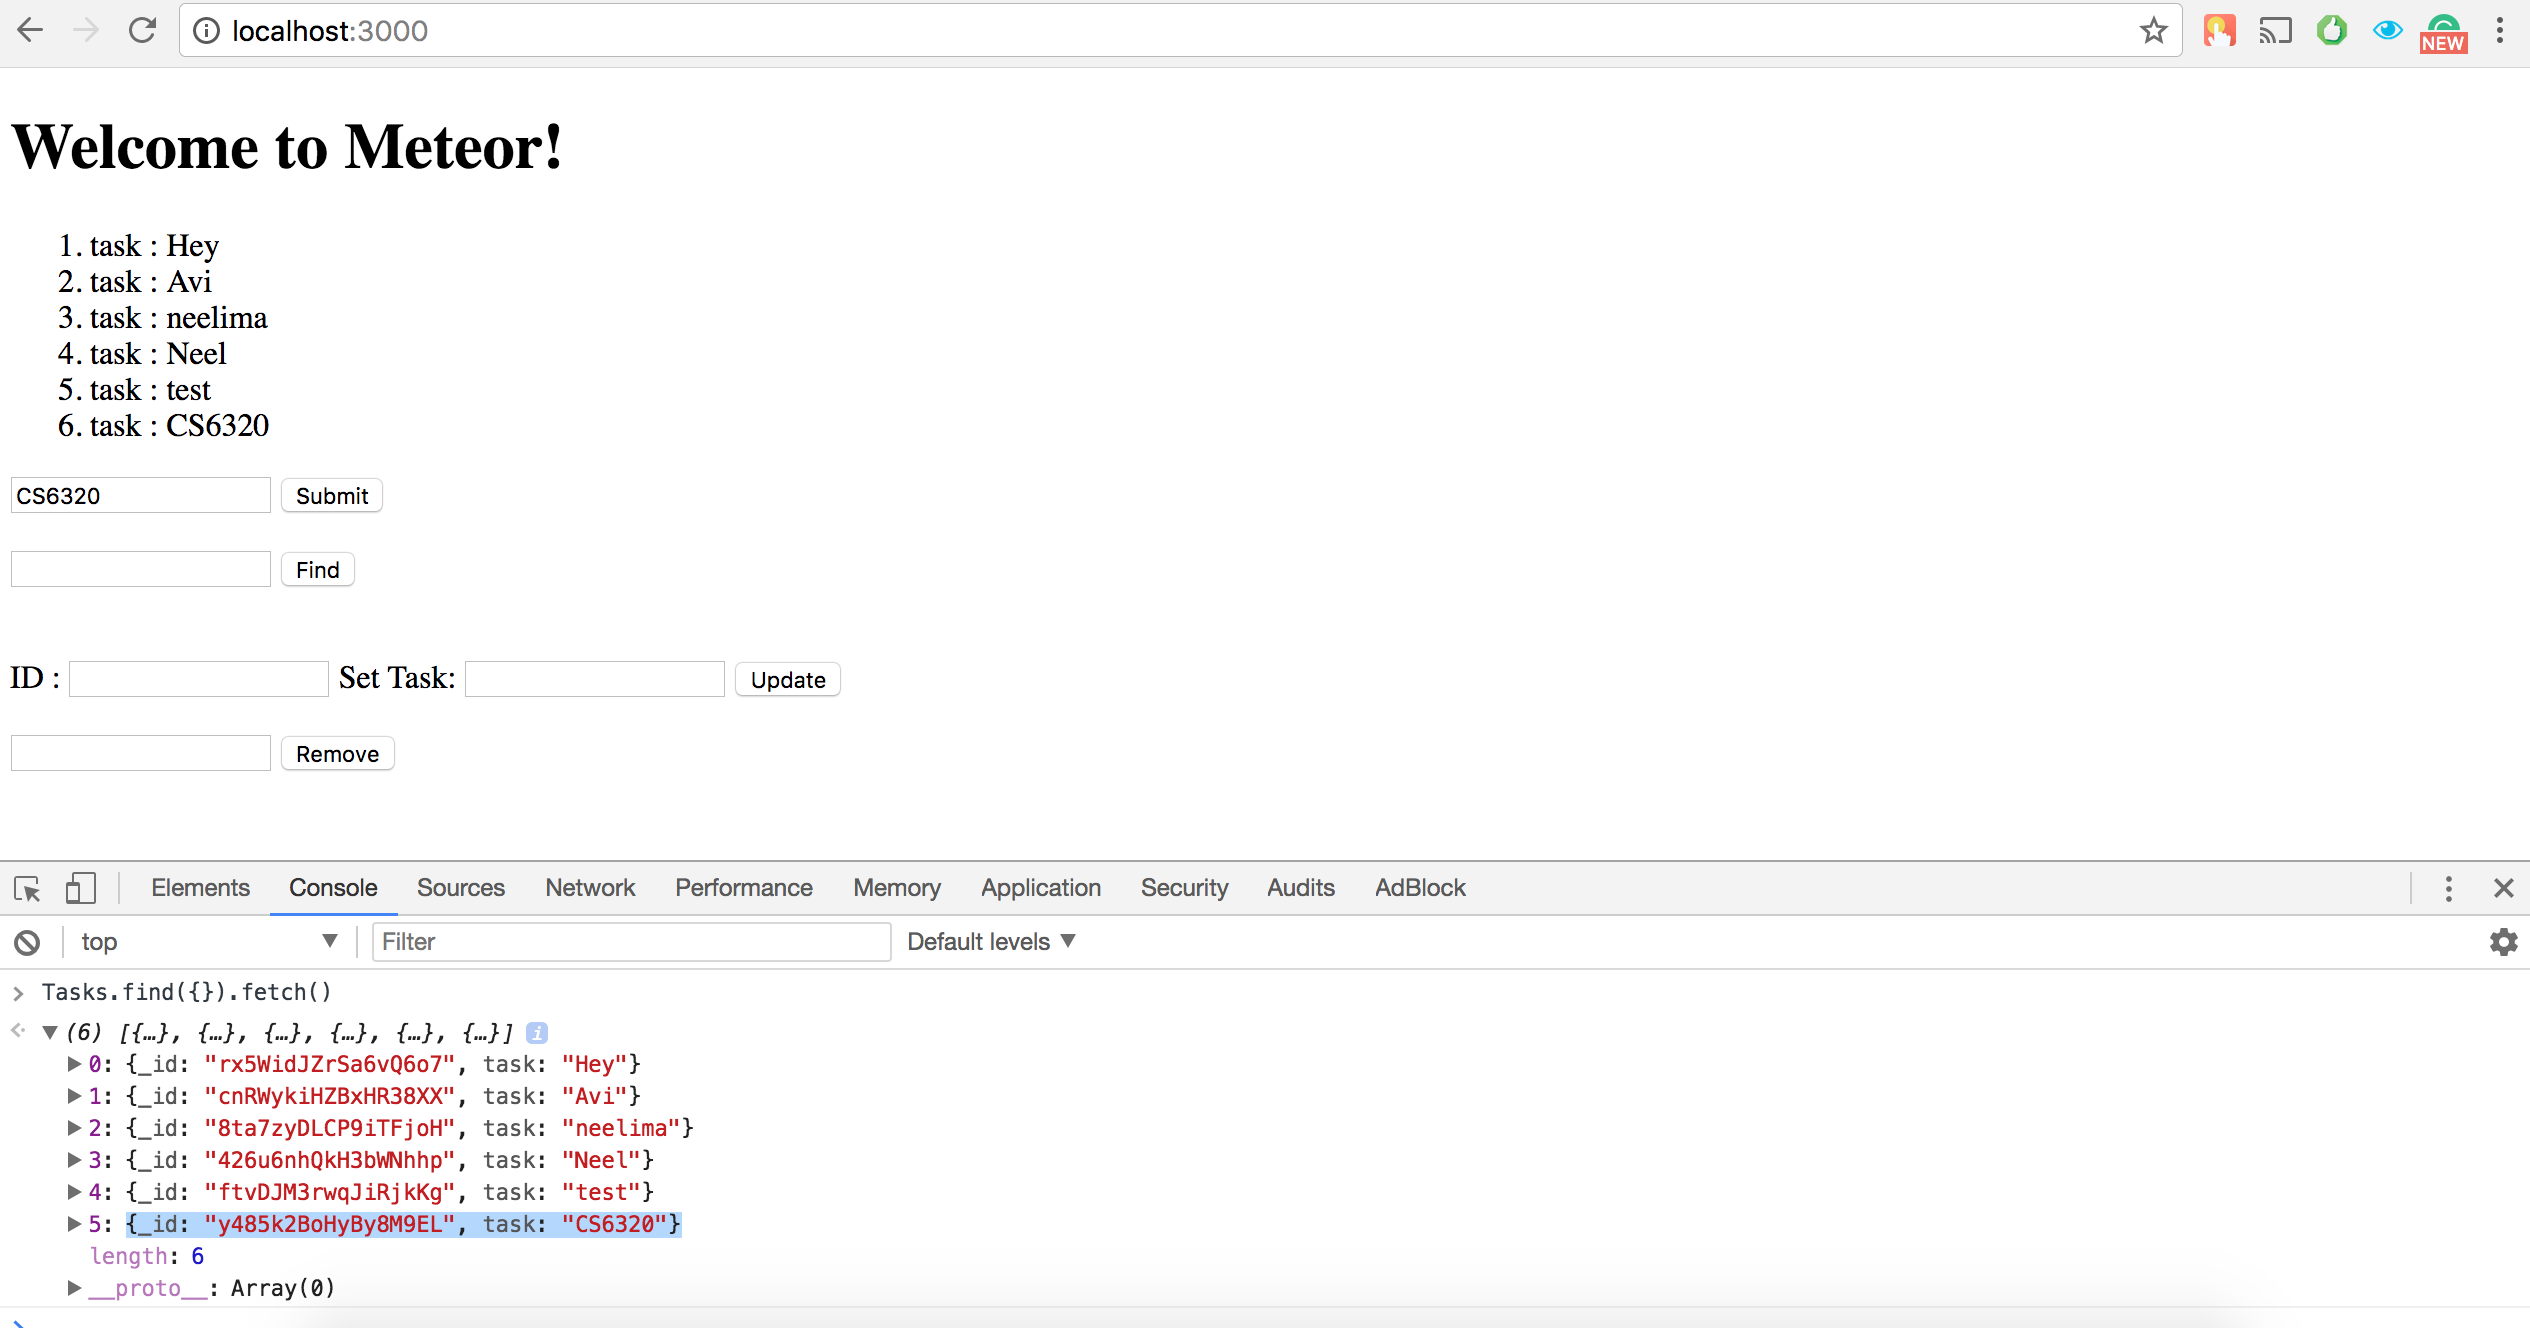 localhost:3000
NEW
Welcome to Meteor!
1. task : Hey
2. task : Avi
3. task : neelima
4. task : Neel
5. task : test
6. task : CS6320
CS6320 Submit
Find
ID : Set Task: Update
Remove
Elements Console Sources Network Performance Memory Application Security Audits AdBlock
top Filter Default levels
> Tasks.find({}).fetch()
(6) [{…}, {…}, {…}, {…}, {…}, {…}] i
0: {_id: "rx5WidJZrSa6vQ6o7", task: "Hey"}
1: {_id: "cnRWykiHZBxHR38XX", task: "Avi"}
2: {_id: "8ta7zyDLCP9iTFjoH", task: "neelima"}
3: {_id: "426u6nhQkH3bWNhhp", task: "Neel"}
4: {_id: "ftvDJM3rwqJiRjkKg", task: "test"}
5: {_id: "y485k2BoHyBy8M9EL", task: "CS6320"}
length: 6
__proto__: Array(0)